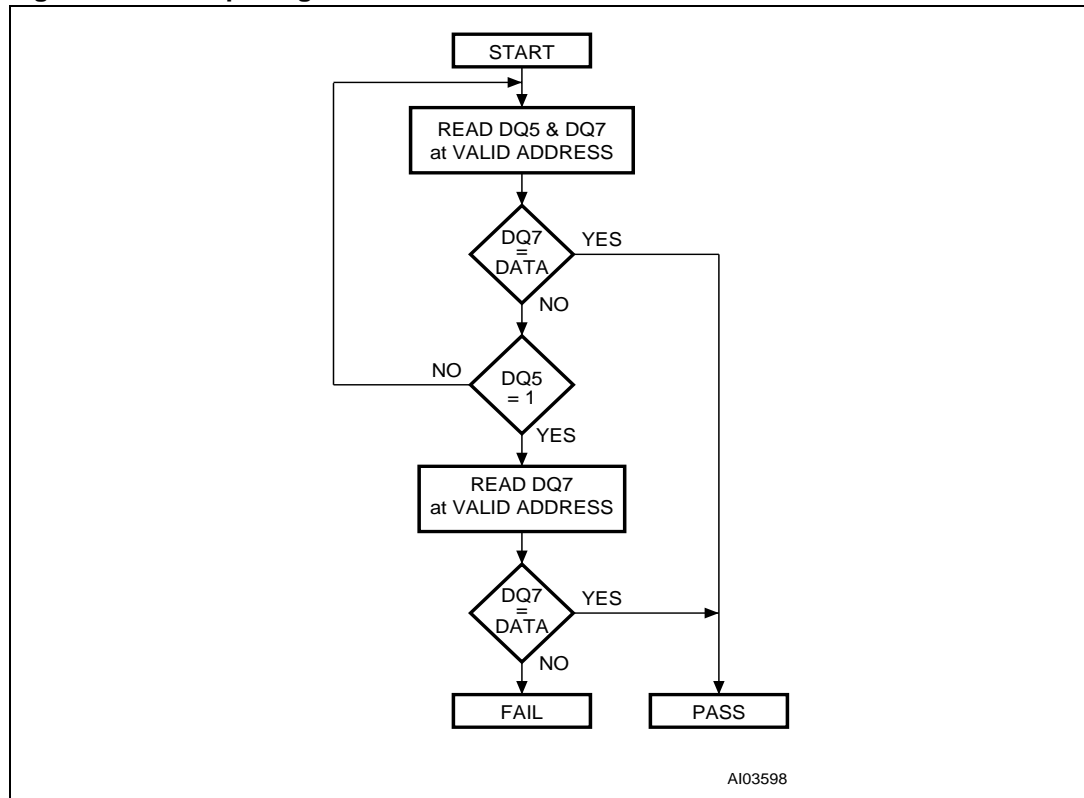 START
READ DQ5 & DQ7
at VALID ADDRESS
DQ7
=
DATA
YES
NO
NO
DQ5
= 1
YES
READ DQ7
at VALID ADDRESS
DQ7
=
DATA
YES
NO
FAIL
PASS
AI03598